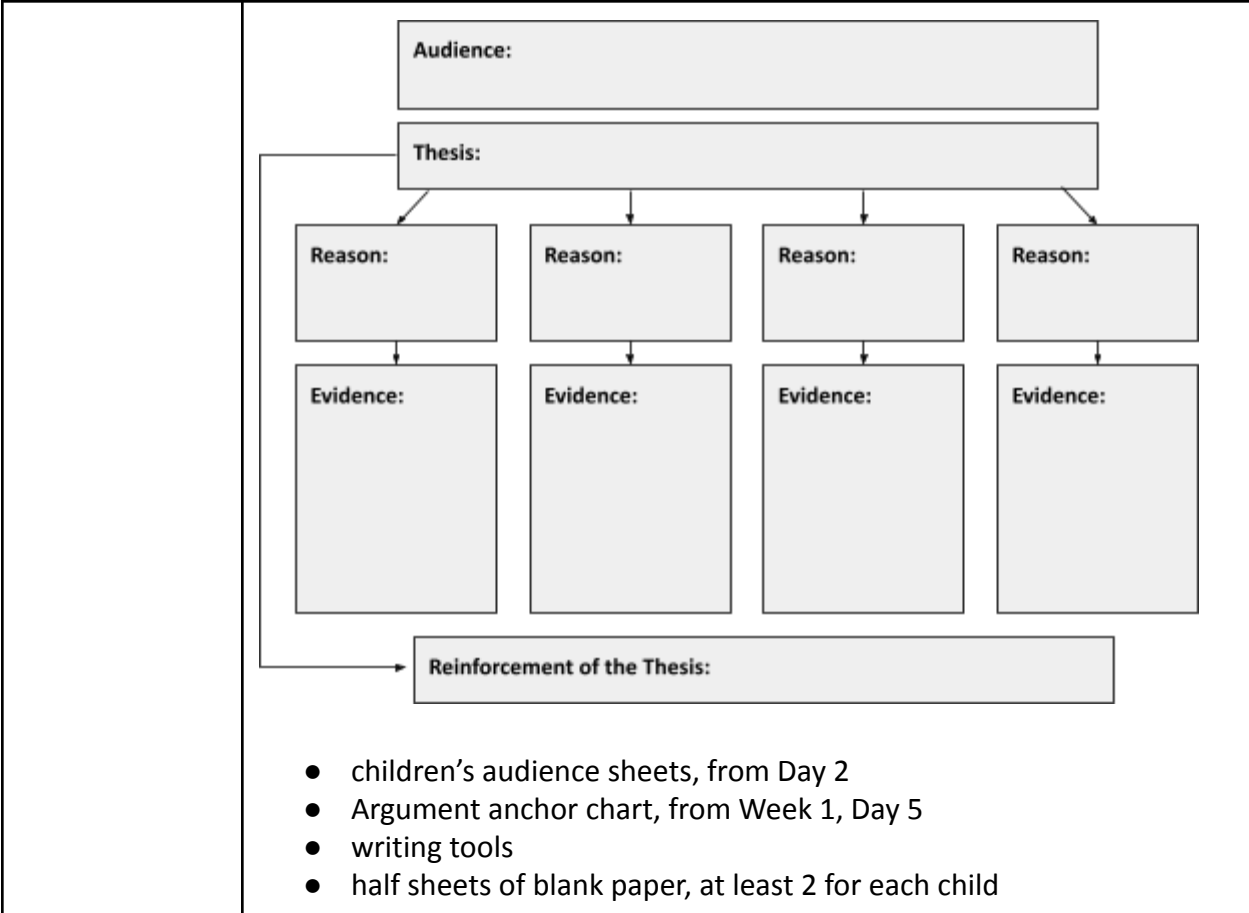 Audience:
Thesis:
Reason: Reason: Reason: Reason:
Evidence: Evidence: Evidence: Evidence:
Reinforcement of the Thesis:
● children’s audience sheets, from Day 2
● Argument anchor chart, from Week 1, Day 5
● writing tools
● half sheets of blank paper, at least 2 for each child